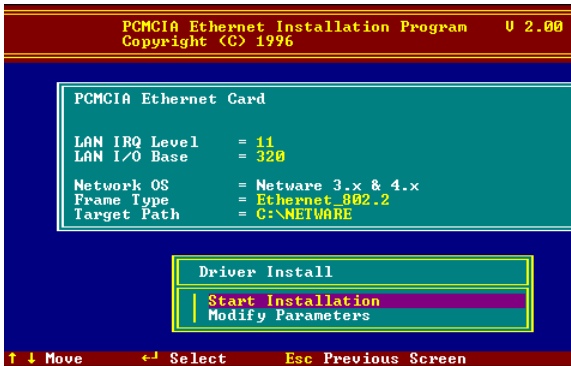 PCMCIA Ethernet Installation Program V 2.00
Copyright (C) 1996
PCMCIA Ethernet Card
LAN IRQ Level = 11
LAN I/O Base = 320
Network OS = Netware 3.x & 4.x
Frame Type = Ethernet_802.2
Target Path = C:\NETWARE
Driver Install
Start Installation
Modify Parameters
↑ ↓ Move ↵ Select Esc Previous Screen